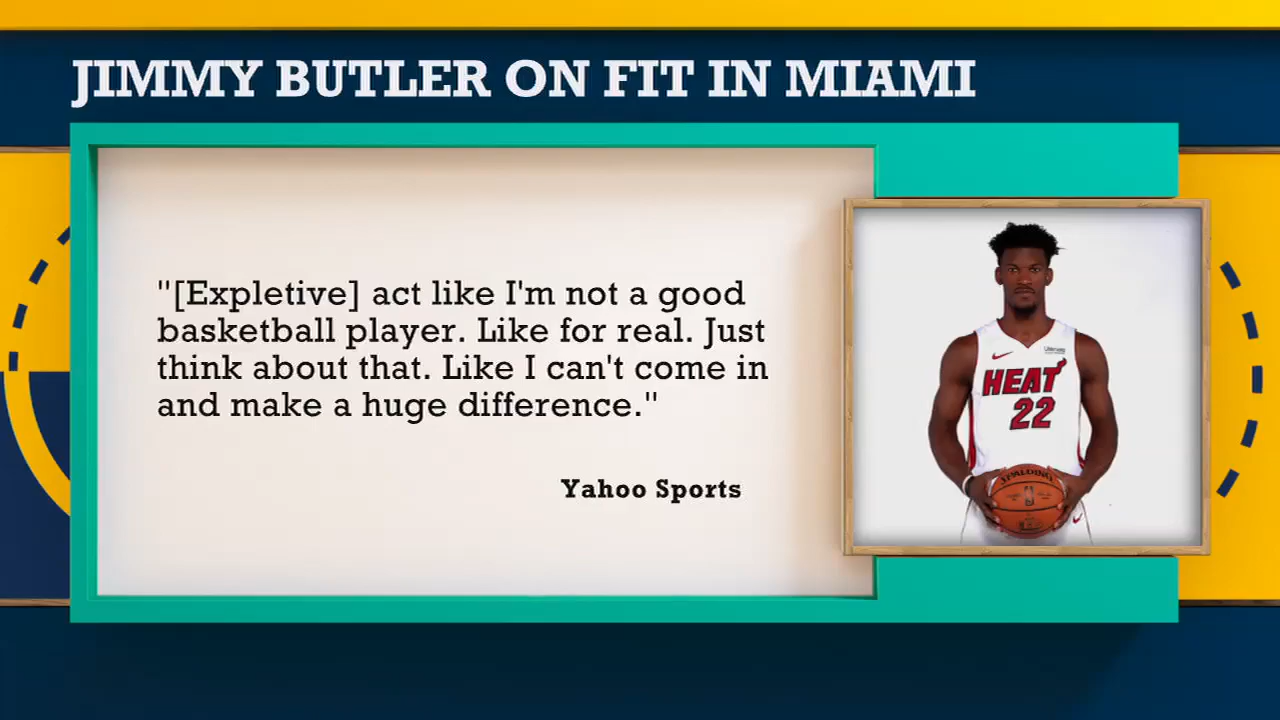 JIMMY BUTLER ON FIT IN MIAMI
"[Expletive] act like I'm not a good
basketball player. Like for real. Just
think about that. Like I can't come in
and make a huge difference."
Yahoo Sports
HEAT
22
SPALDING